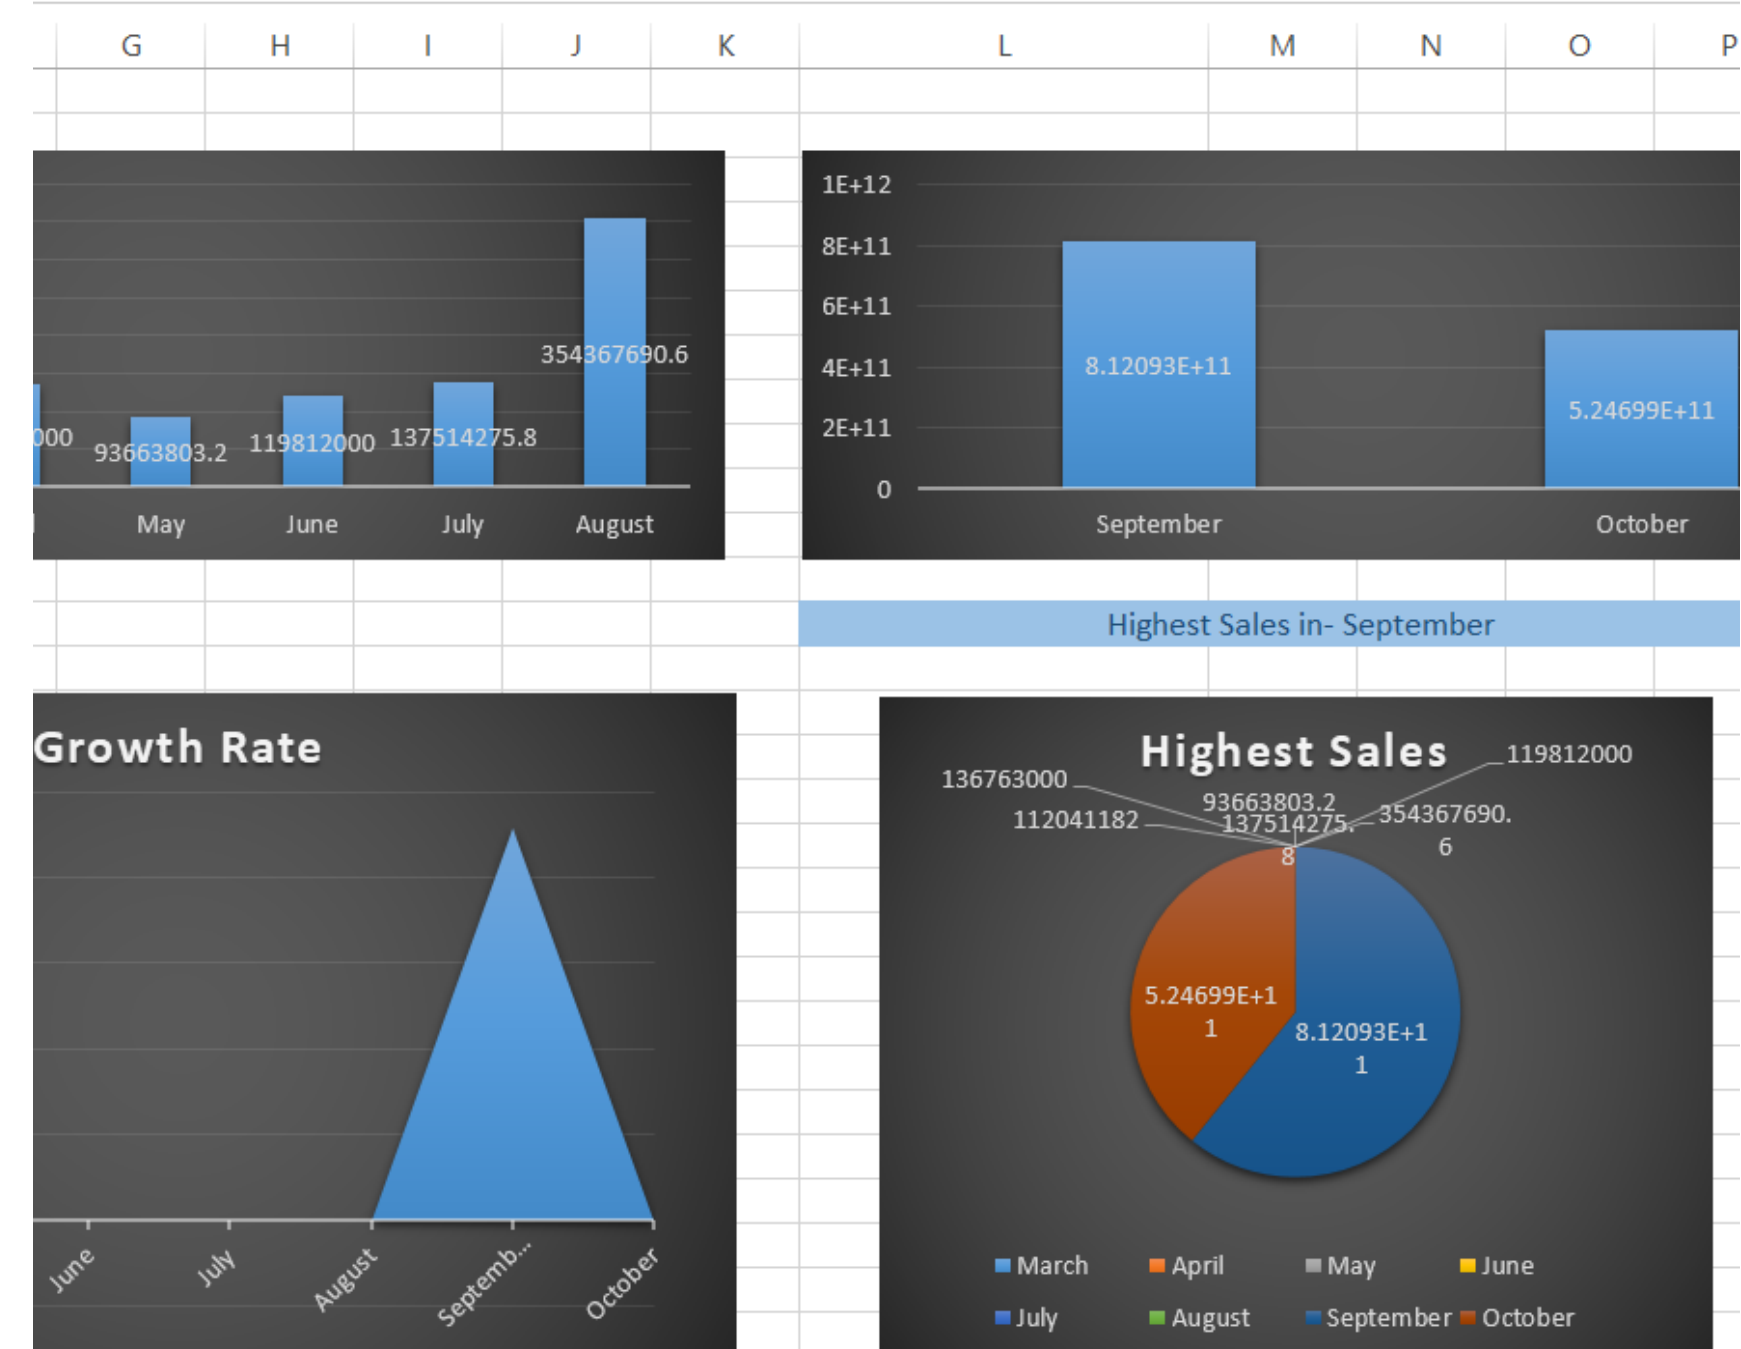 G H I J K L M N O P
1E+12
8E+11
6E+11
4E+11
2E+11
0
354367690.6
000 93663803.2 119812000 137514275.8
8.12093E+11
5.24699E+11
May June July August
September October
Highest Sales in- September
Growth Rate
June July August Septemb... October
Highest Sales
119812000
136763000
93663803.2
112041182
137514275.
8
354367690.
6
5.24699E+1
1
8.12093E+1
1
March April May June
July August September October